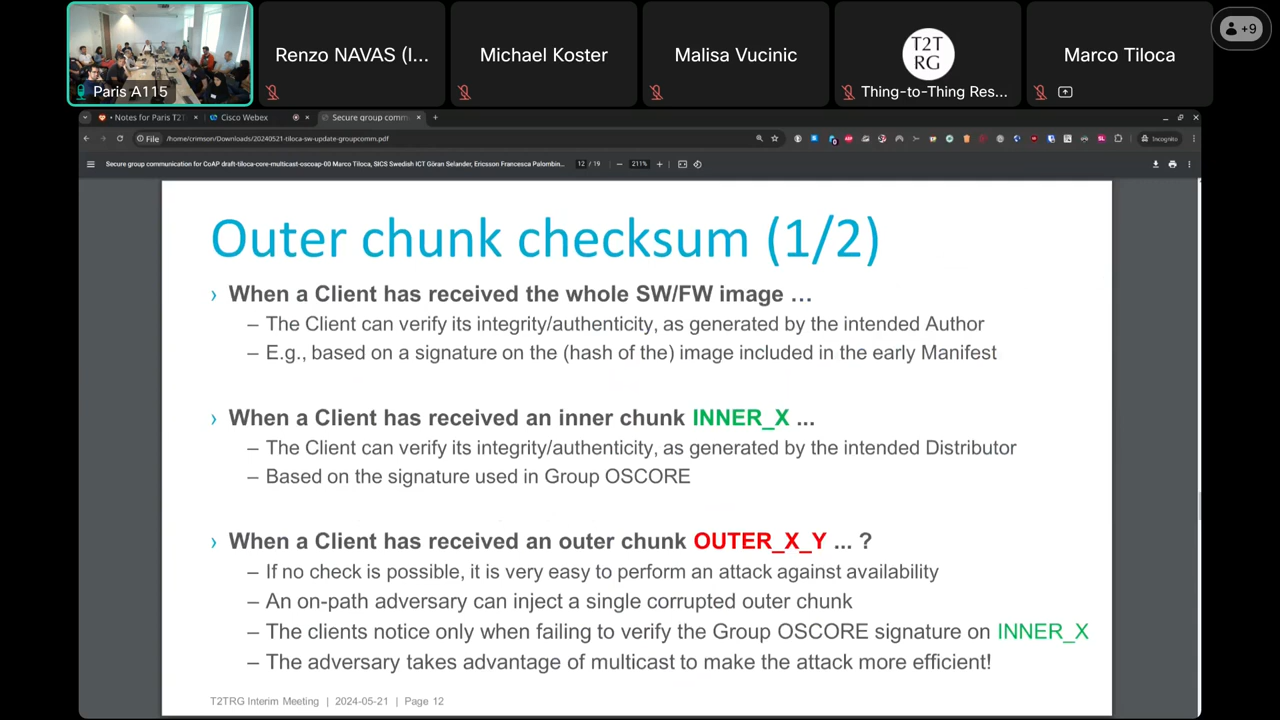 Paris A115
Renzo NAVAS (I...
Michael Koster
Malisa Vucinic
T2T
RG
Thing-to-Thing Res...
Marco Tiloca
+9
Notes for Paris T2T
Cisco Webex
Secure group comm
File
/home/crimson/Downloads/20240521-tiloca-sw-update-groupcomm.pdf
Incognito
Secure group communication for CoAP draft-tiloca-core-multicast-oscoap-00 Marco Tiloca, SICS Swedish ICT Göran Selander, Ericsson Francesca Palombin...
12 / 19
211%
Outer chunk checksum (1/2)
› When a Client has received the whole SW/FW image …
– The Client can verify its integrity/authenticity, as generated by the intended Author
– E.g., based on a signature on the (hash of the) image included in the early Manifest
› When a Client has received an inner chunk INNER_X ...
– The Client can verify its integrity/authenticity, as generated by the intended Distributor
– Based on the signature used in Group OSCORE
› When a Client has received an outer chunk OUTER_X_Y ... ?
– If no check is possible, it is very easy to perform an attack against availability
– An on-path adversary can inject a single corrupted outer chunk
– The clients notice only when failing to verify the Group OSCORE signature on INNER_X
– The adversary takes advantage of multicast to make the attack more efficient!
T2TRG Interim Meeting | 2024-05-21 | Page 12